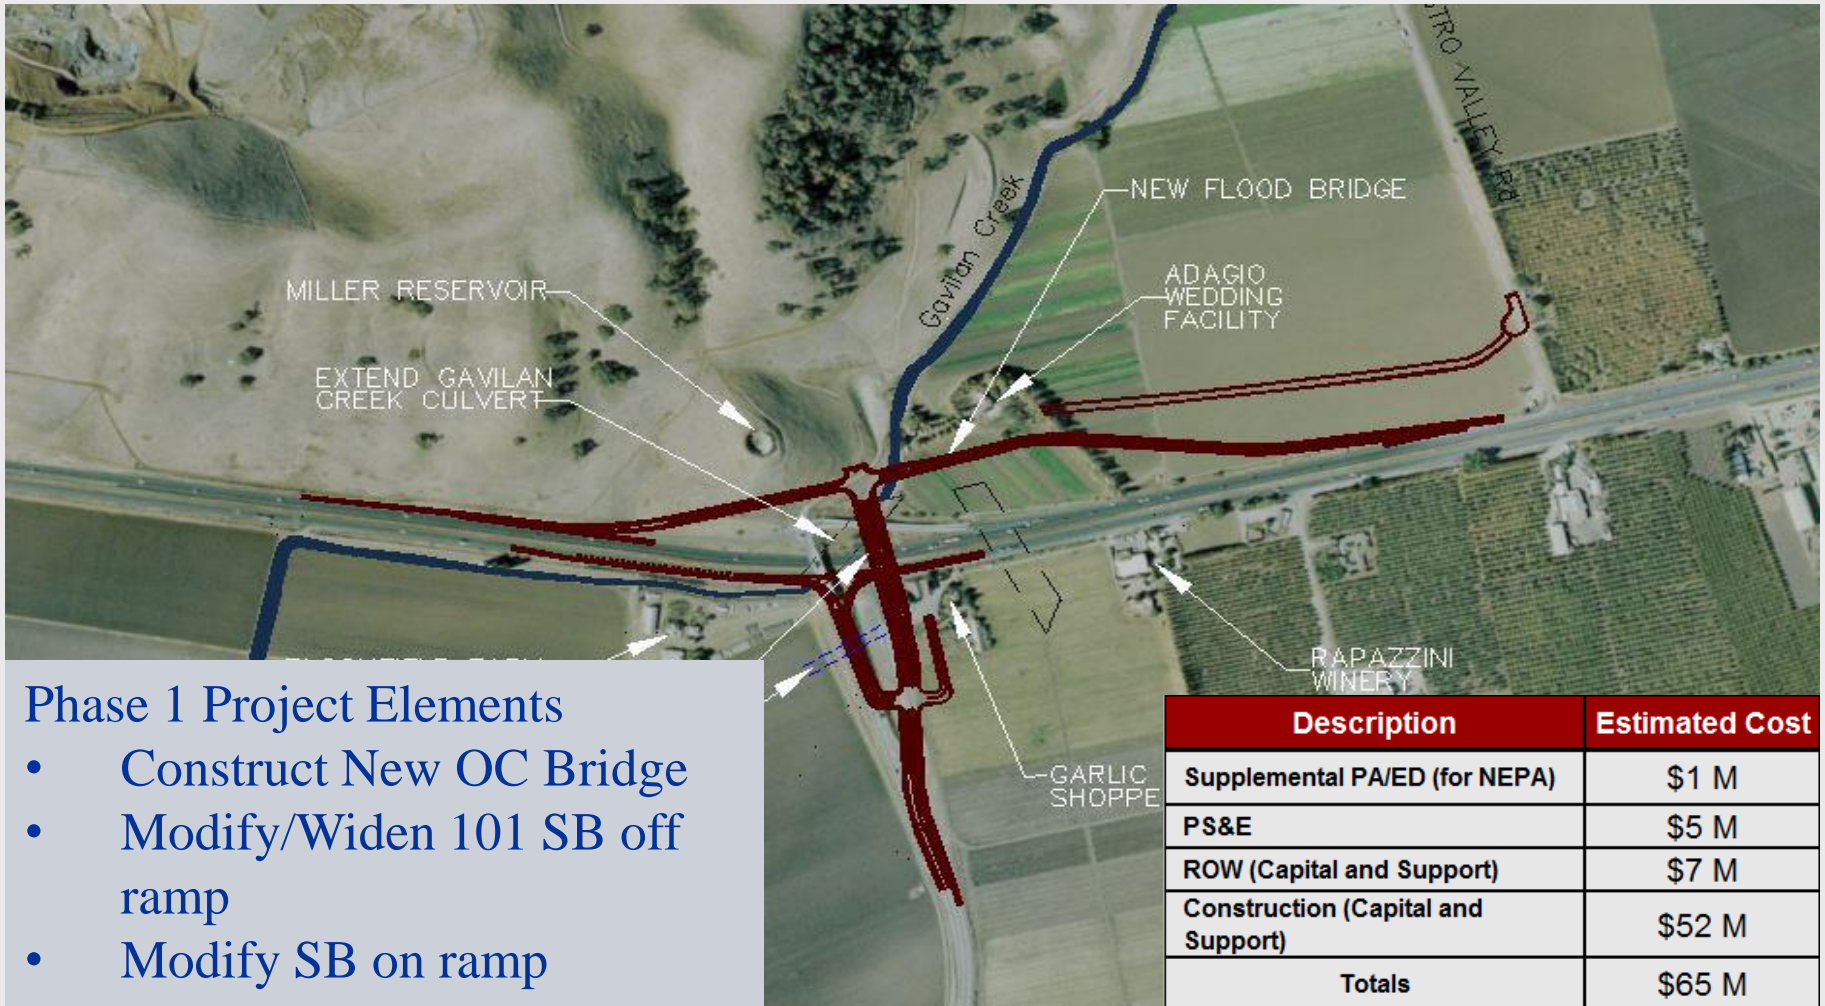 VALLEY Rd
Gavilan Creek
NEW FLOOD BRIDGE
MILLER RESERVOIR
ADAGIO
WEDDING
FACILITY
EXTEND GAVILAN
CREEK CULVERT
RAPAZZINI
WINERY
GARLIC
SHOPPE
Phase 1 Project Elements
• Construct New OC Bridge
• Modify/Widen 101 SB off
ramp
• Modify SB on ramp
Description Estimated Cost
Supplemental PA/ED (for NEPA) $1 M
PS&E $5 M
ROW (Capital and Support) $7 M
Construction (Capital and
Support) $52 M
Totals $65 M